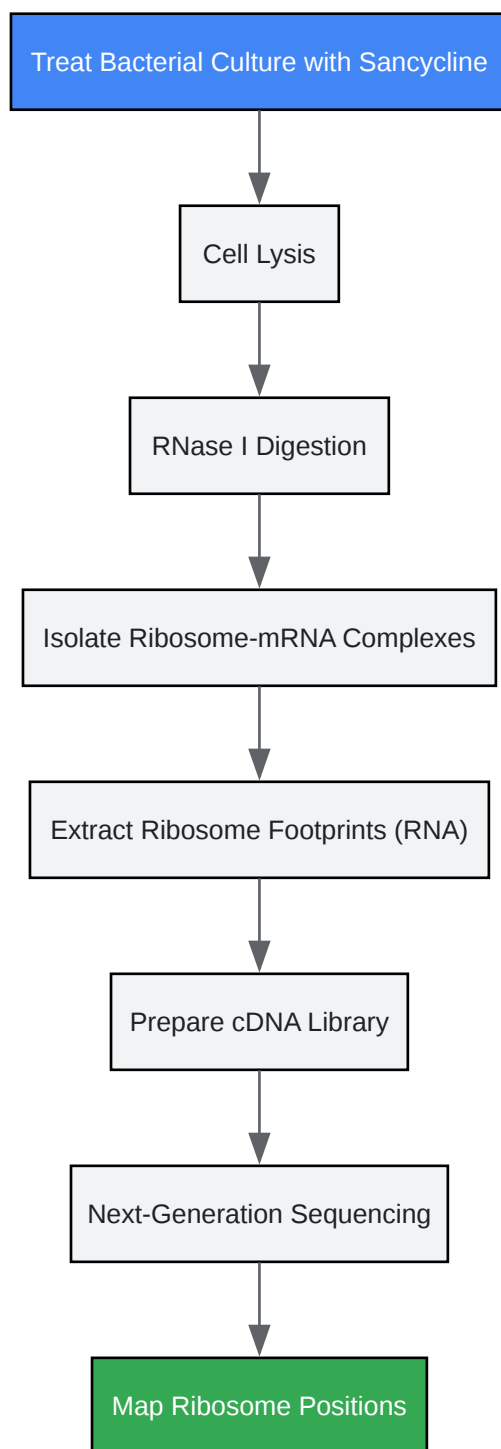 Treat Bacterial Culture with Sancycline
Cell Lysis
RNase I Digestion
Isolate Ribosome-mRNA Complexes
Extract Ribosome Footprints (RNA)
Prepare cDNA Library
Next-Generation Sequencing
Map Ribosome Positions